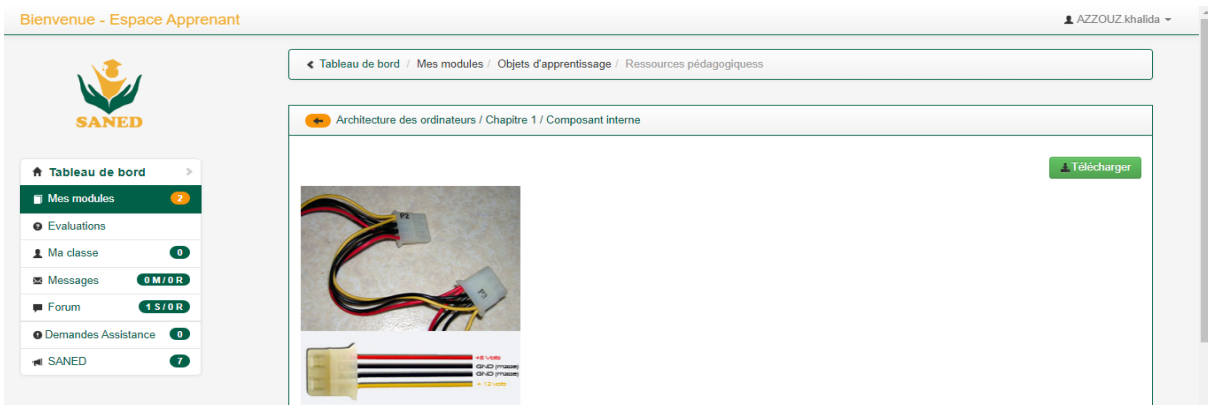 Bienvenue - Espace Apprenant
AZZOUZ.khalida
SANED
Tableau de bord / Mes modules / Objets d'apprentissage / Ressources pédagogiquess
Architecture des ordinateurs / Chapitre 1 / Composant interne
Télécharger
Tableau de bord
Mes modules 2
Evaluations
Ma classe 0
Messages 0 M / 0 R
Forum 1 S / 0 R
Demandes Assistance 0
SANED 7
P2
P3
+5 Volts
GND (masse)
GND (masse)
+ 12 volts